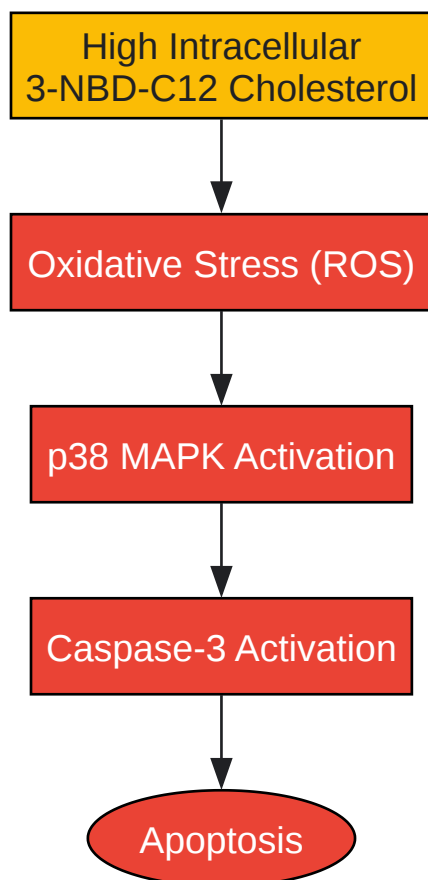 High Intracellular
3-NBD-C12 Cholesterol
Oxidative Stress (ROS)
p38 MAPK Activation
Caspase-3 Activation
Apoptosis